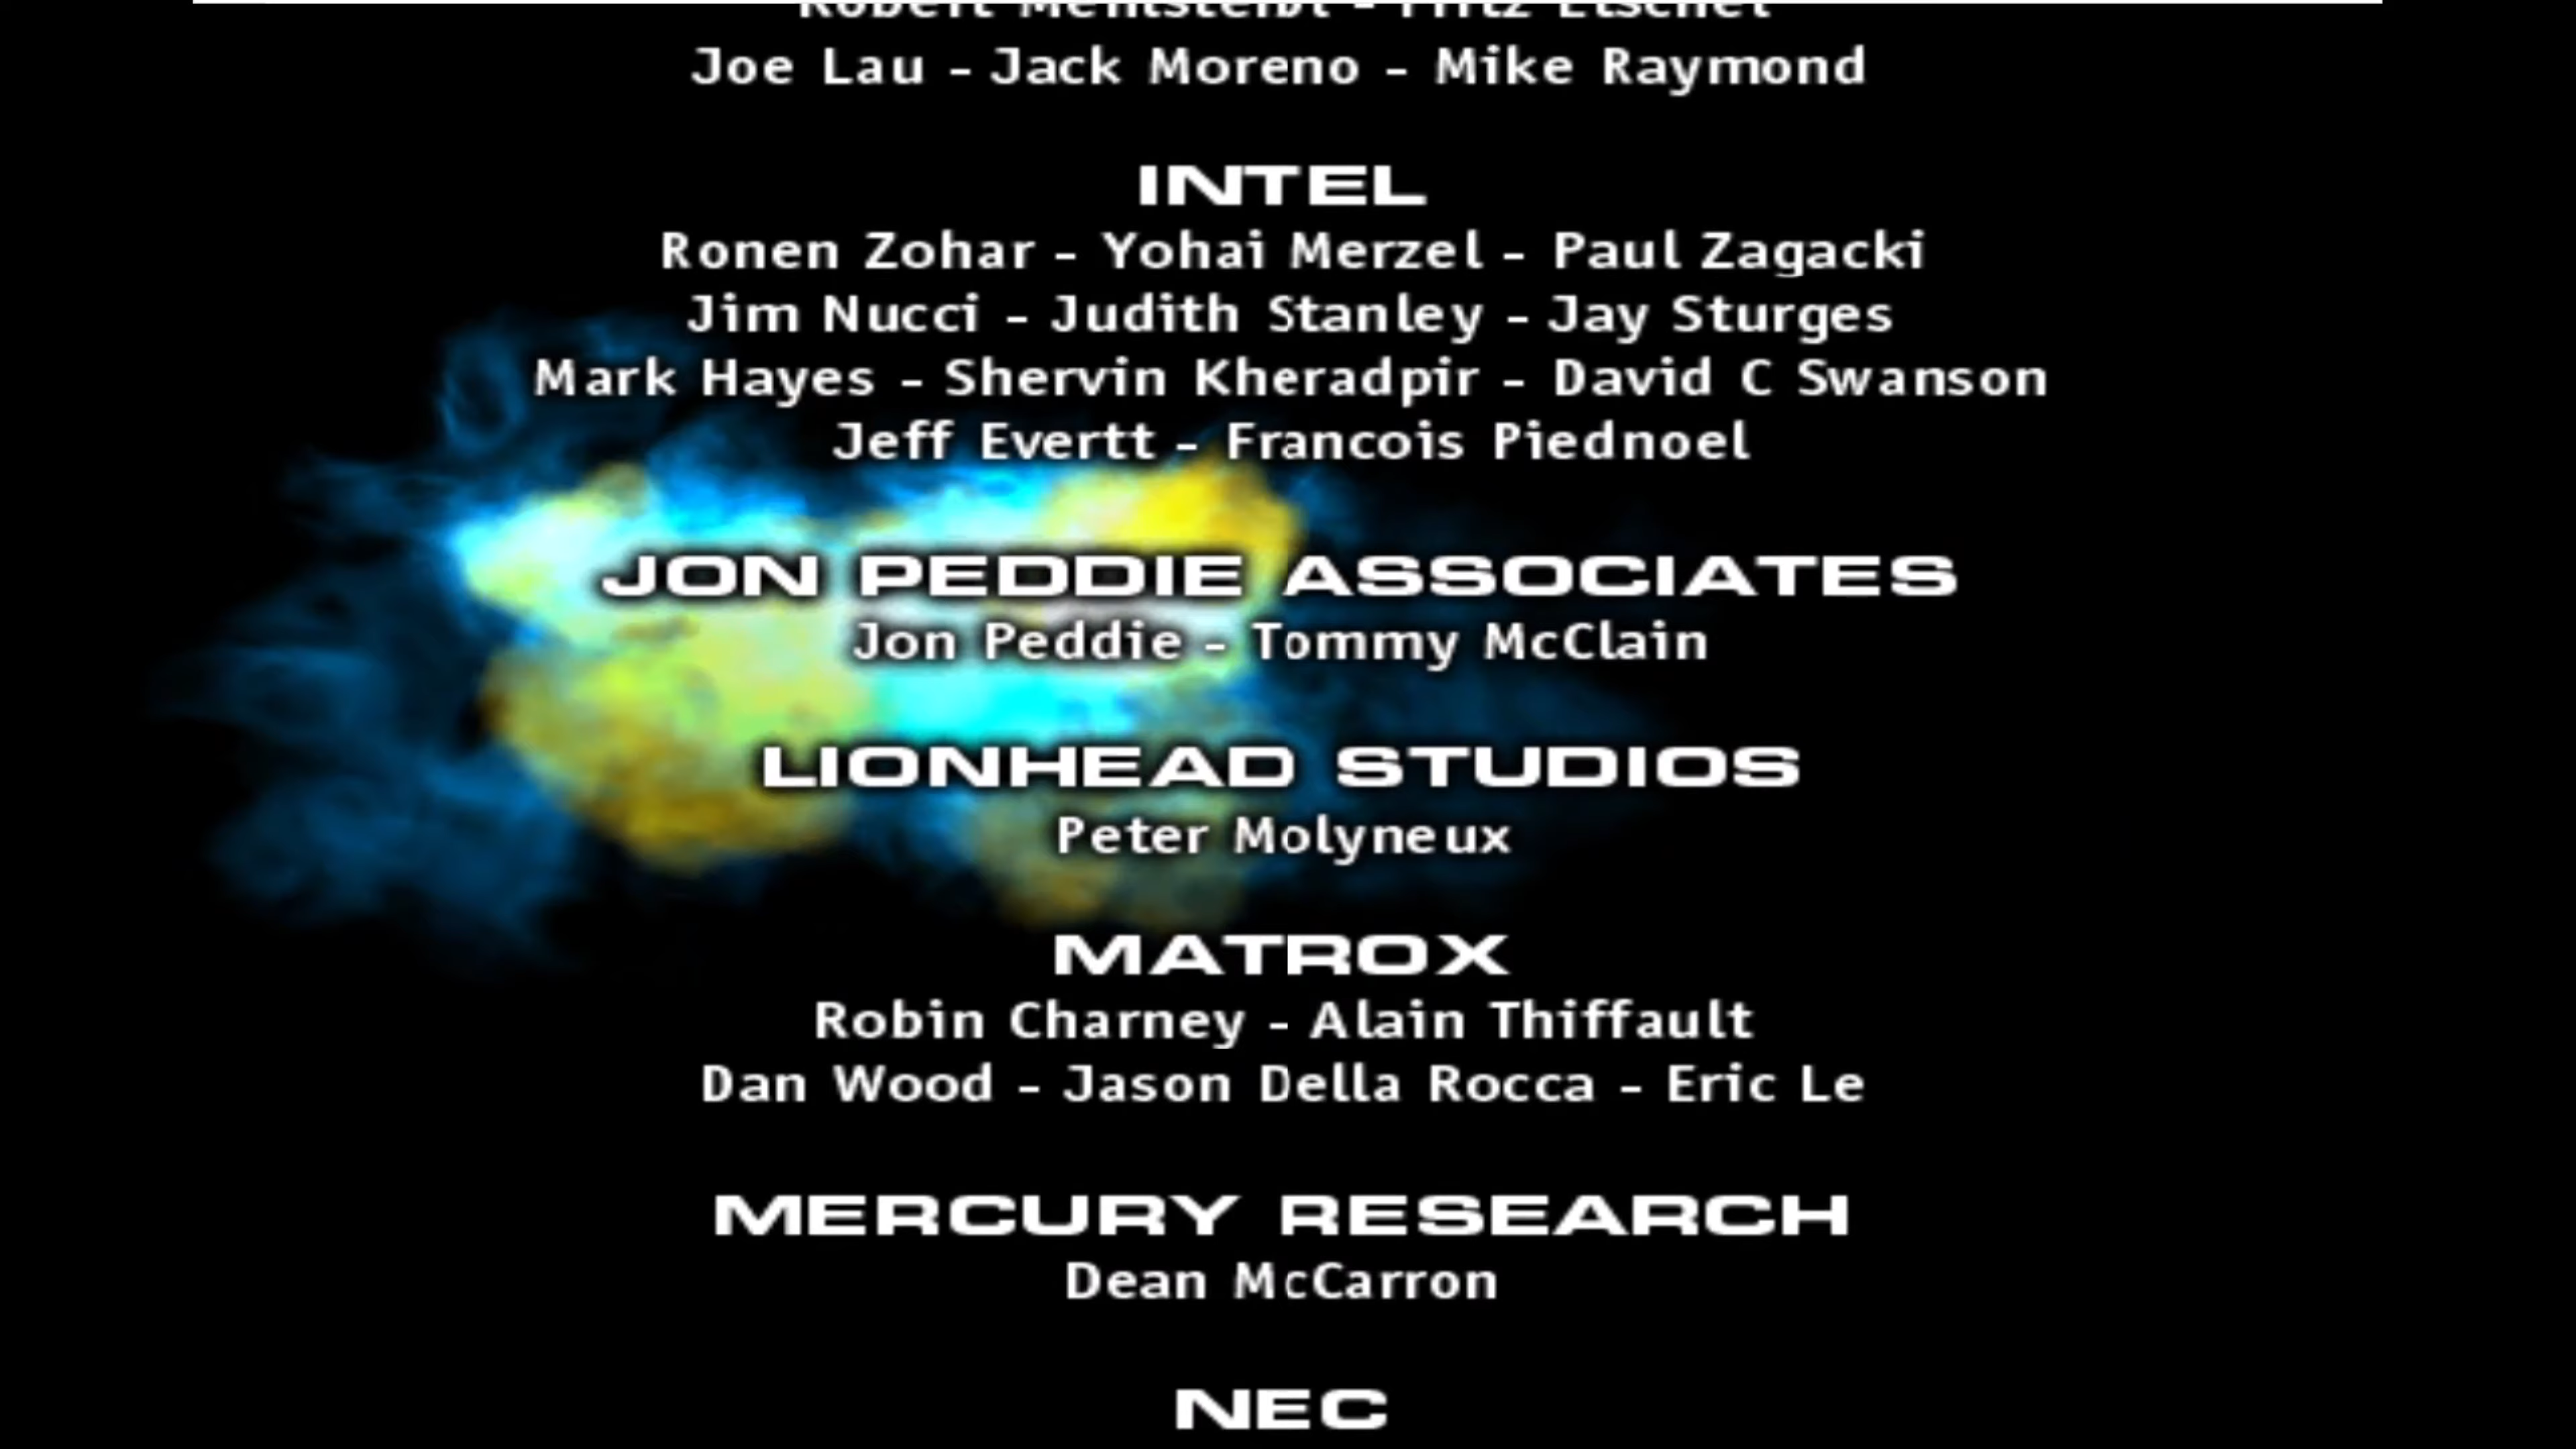 Joe Lau - Jack Moreno - Mike Raymond
INTEL
Ronen Zohar - Yohai Merzel - Paul Zagacki
Jim Nucci - Judith Stanley - Jay Sturges
Mark Hayes - Shervin Kheradpir - David C Swanson
Jeff Evertt - Francois Piednoel
JON PEDDIE ASSOCIATES
Jon Peddie - Tommy McClain
LIONHEAD STUDIOS
Peter Molyneux
MATROX
Robin Charney - Alain Thiffault
Dan Wood - Jason Della Rocca - Eric Le
MERCURY RESEARCH
Dean McCarron
NEC